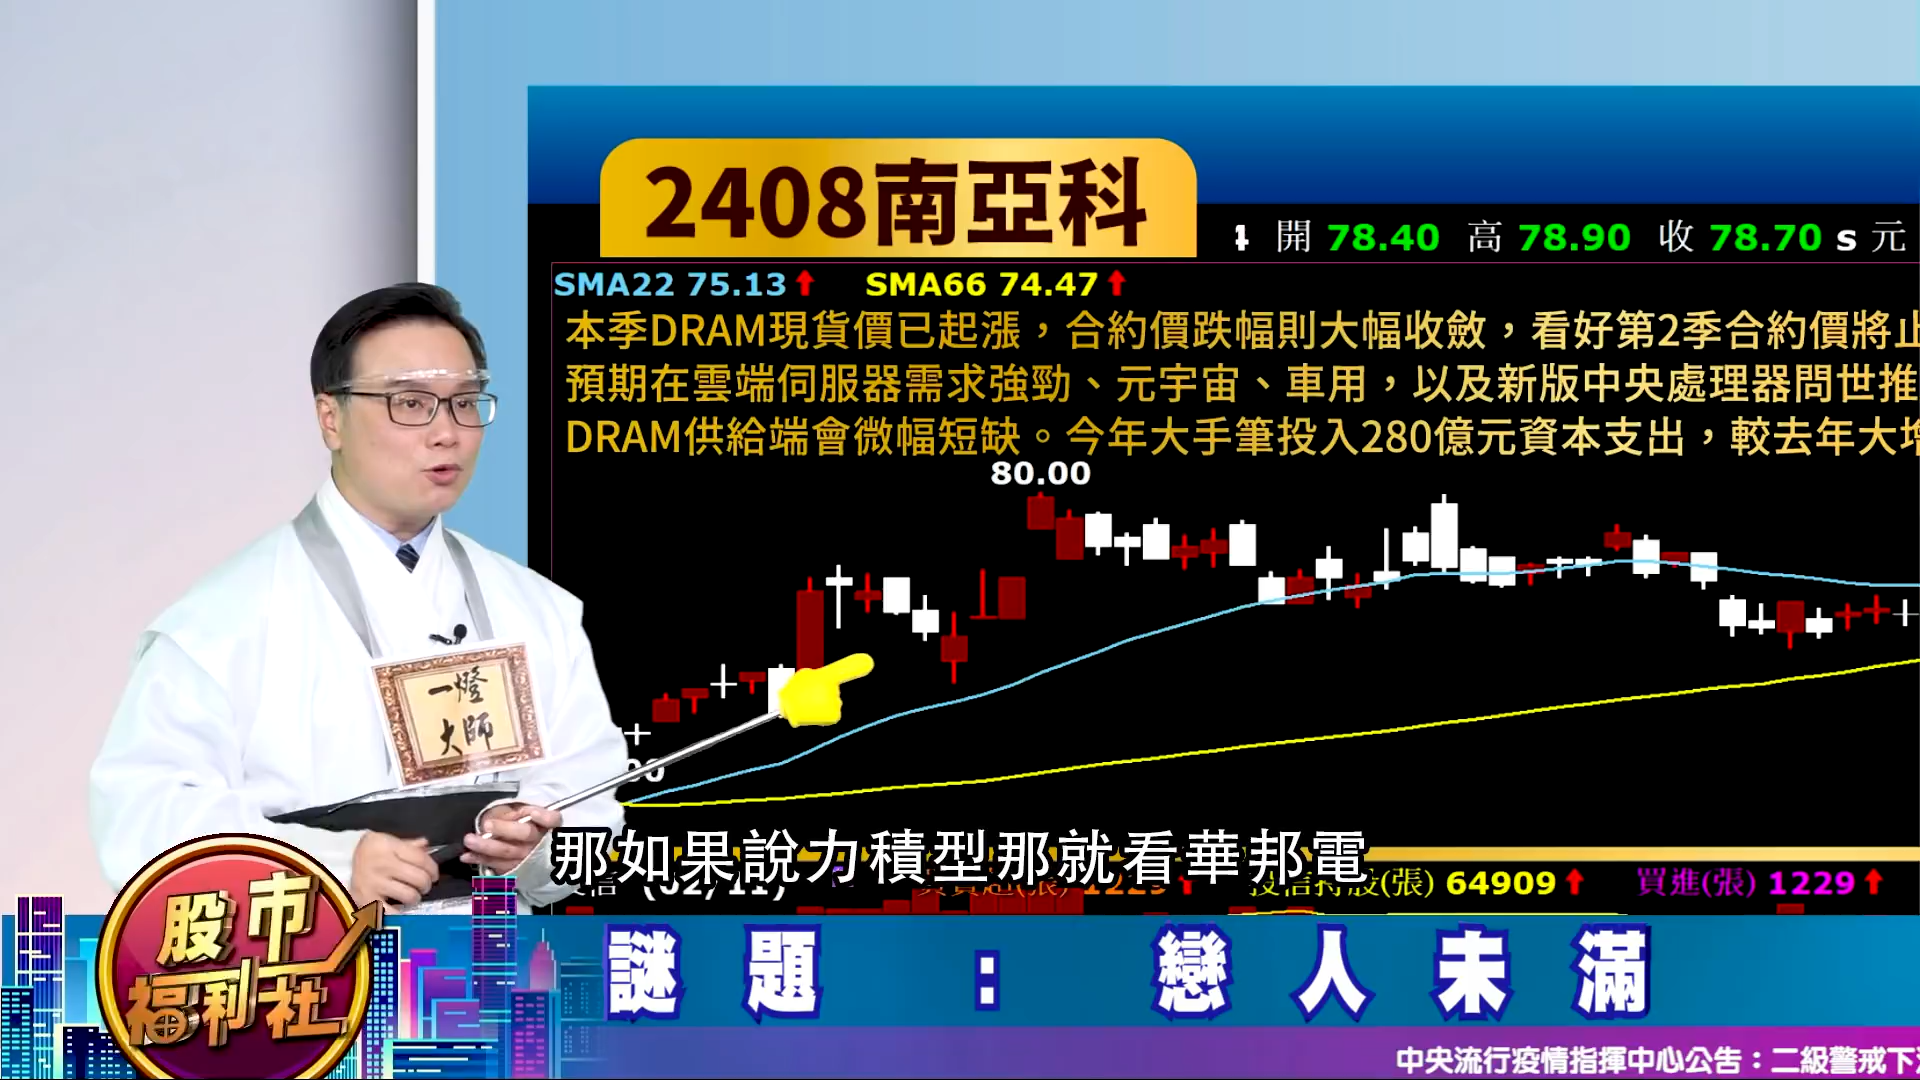 2408南亞科
開 78.40 高 78.90 收 78.70 s 元
SMA22 75.13 SMA66 74.47
本季DRAM現貨價已起漲,合約價跌幅則大幅收斂,看好第2季合約價將止
預期在雲端伺服器需求強勁、元宇宙、車用,以及新版中央處理器問世推
DRAM供給端會微幅短缺。今年大手筆投入280億元資本支出,較去年大增
80.00
一燈
大師
那如果說力積型那就看華邦電
(02/11) 1229 投信持股(張) 64909 買進(張) 1229
股市
福利社
謎題:戀人未滿
中央流行疫情指揮中心公告:二級警戒下